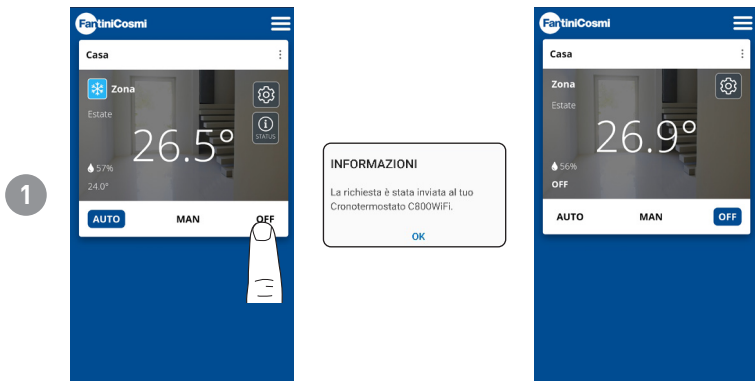 1
FantiniCosmi
Casa
Zona
Estate
26.5°
STATUS
57%
24.0°
AUTO MAN OFF
INFORMAZIONI
La richiesta è stata inviata al tuo
Cronotermostato C800WiFi.
OK
FantiniCosmi
Casa
Zona
Estate
26.9°
56%
OFF
AUTO MAN OFF